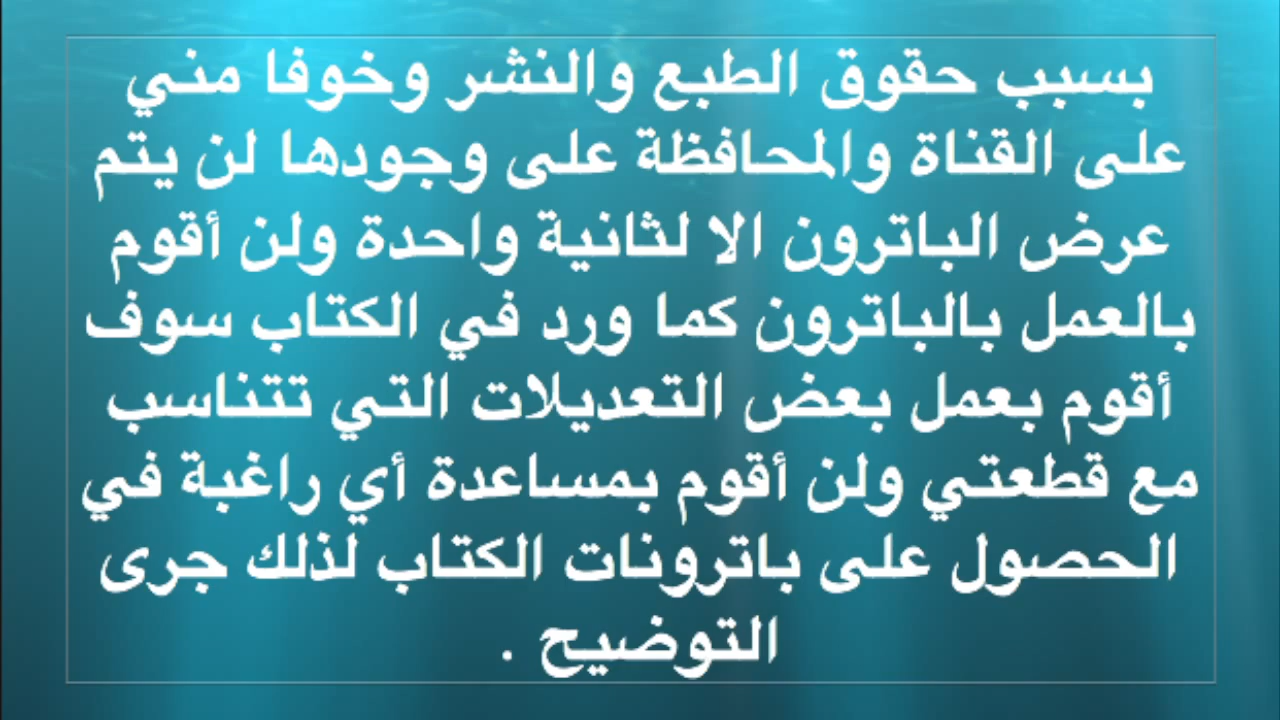 بسبب حقوق الطبع والنشر وخوفا مني
على القناة والمحافظة على وجودها لن يتم
عرض الباترون الا لثانية واحدة ولن أقوم
بالعمل بالباترون كما ورد في الكتاب سوف
أقوم بعمل بعض التعديلات التي تتناسب
مع قطعتي ولن أقوم بمساعدة أي راغبة في
الحصول على باترونات الكتاب لذلك جرى
التوضيح .